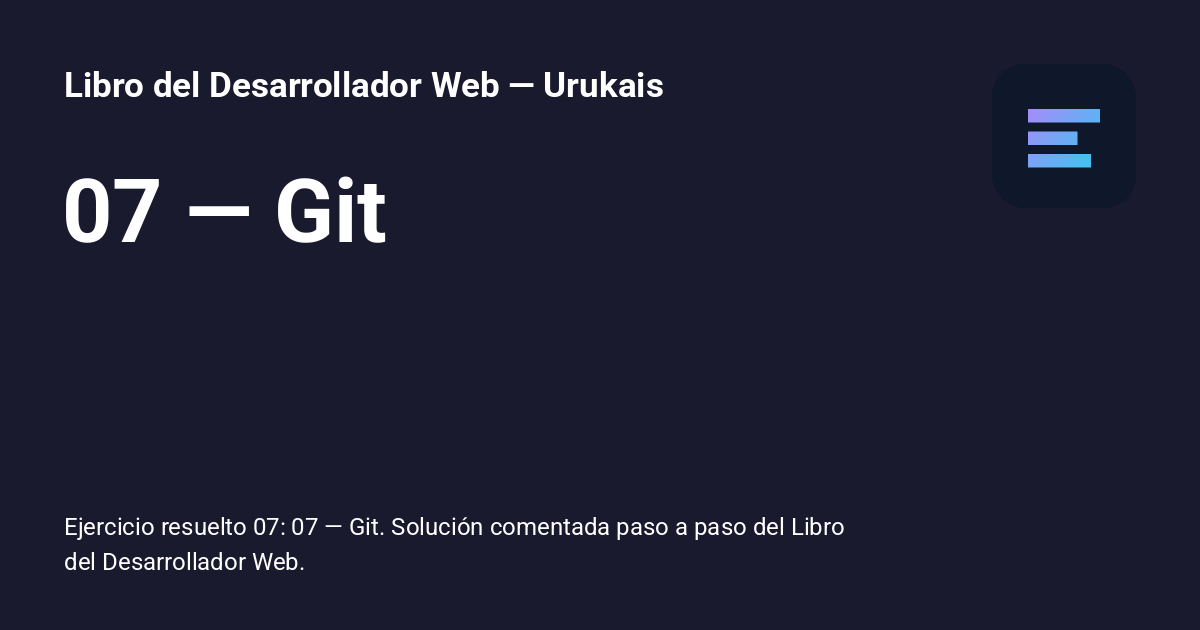 Libro del Desarrollador Web — Urukais
07 — Git
Ejercicio resuelto 07: 07 — Git. Solución comentada paso a paso del Libro
del Desarrollador Web.